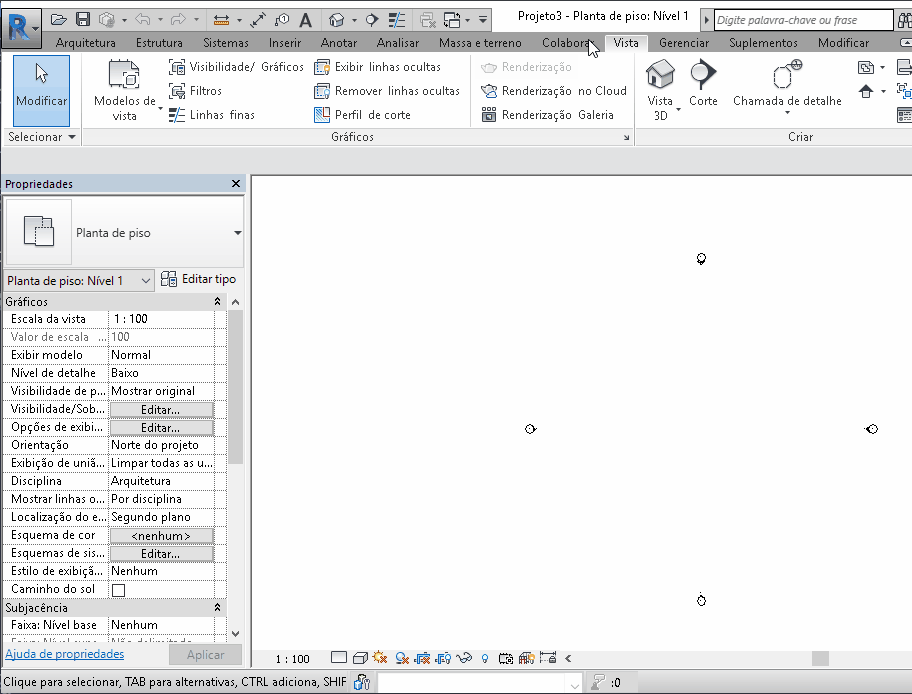 Projeto3 - Planta de piso: Nível 1
Digite palavra-chave ou frase
Arquitetura Estrutura Sistemas Inserir Anotar Analisar Massa e terreno Colaborar Vista Gerenciar Suplementos Modificar
Modificar
Modelos de vista
Visibilidade/ Gráficos
Filtros
Linhas finas
Exibir linhas ocultas
Remover linhas ocultas
Perfil de corte
Renderização
Renderização no Cloud
Renderização Galeria
Vista 3D
Corte
Chamada de detalhe
Selecionar
Gráficos
Criar
Propriedades
Planta de piso
Planta de piso: Nível 1
Editar tipo
Gráficos
Escala da vista 1 : 100
Valor de escala ... 100
Exibir modelo Normal
Nível de detalhe Baixo
Visibilidade de p... Mostrar original
Visibilidade/Sob... Editar...
Opções de exibi... Editar...
Orientação Norte do projeto
Exibição de uniã... Limpar todas as u...
Disciplina Arquitetura
Mostrar linhas o... Por disciplina
Localização do e... Segundo plano
Esquema de cor <nenhum>
Esquemas de sis... Editar...
Estilo de exibiçã... Nenhum
Caminho do sol
Subjacência
Faixa: Nível base Nenhum
Ajuda de propriedades
Aplicar
1 : 100
Clique para selecionar, TAB para alternativas, CTRL adiciona, SHIF
:0